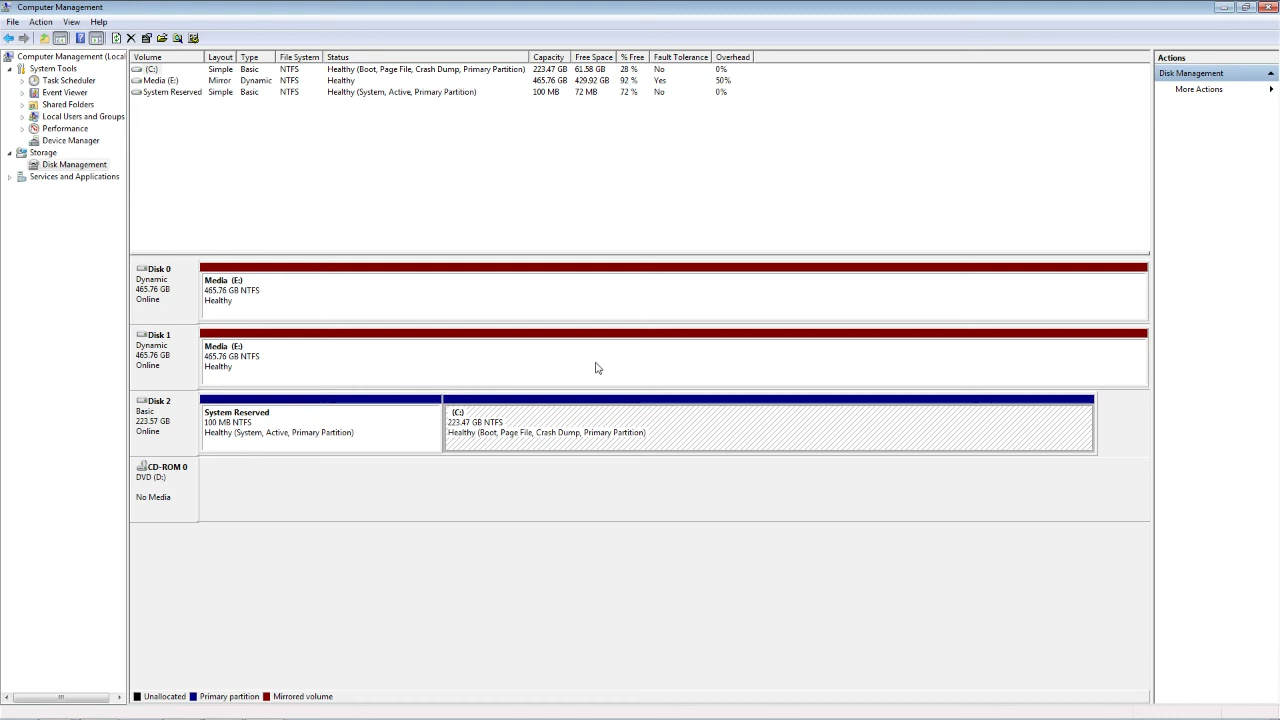 Computer Management
File Action View Help
Computer Management (Local
System Tools
Task Scheduler
Event Viewer
Shared Folders
Local Users and Groups
Performance
Device Manager
Storage
Disk Management
Services and Applications
Volume Layout Type File System Status Capacity Free Space % Free Fault Tolerance Overhead
(C:) Simple Basic NTFS Healthy (Boot, Page File, Crash Dump, Primary Partition) 223.47 GB 61.58 GB 28 % No 0%
Media (E:) Mirror Dynamic NTFS Healthy 465.76 GB 429.92 GB 92 % Yes 50%
System Reserved Simple Basic NTFS Healthy (System, Active, Primary Partition) 100 MB 72 MB 72 % No 0%
Disk 0
Dynamic
465.76 GB
Online
Media (E:)
465.76 GB NTFS
Healthy
Disk 1
Dynamic
465.76 GB
Online
Media (E:)
465.76 GB NTFS
Healthy
Disk 2
Basic
223.57 GB
Online
System Reserved
100 MB NTFS
Healthy (System, Active, Primary Partition)
(C:)
223.47 GB NTFS
Healthy (Boot, Page File, Crash Dump, Primary Partition)
CD-ROM 0
DVD (D:)
No Media
Unallocated Primary partition Mirrored volume
Actions
Disk Management
More Actions